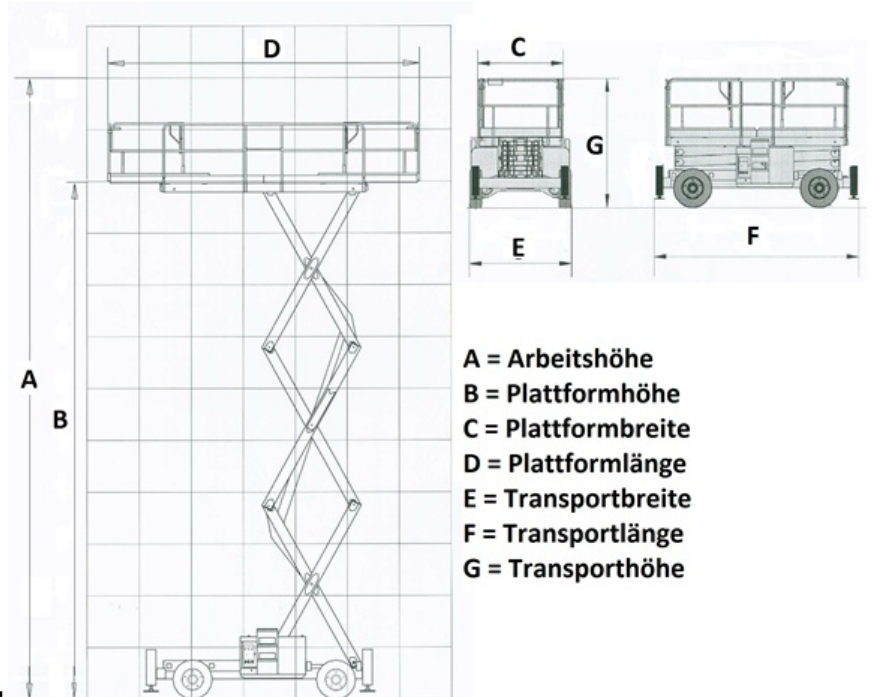 D
C
G
E
F
A
B
A = Arbeitshöhe
B = Plattformhöhe
C = Plattformbreite
D = Plattformlänge
E = Transportbreite
F = Transportlänge
G = Transporthöhe